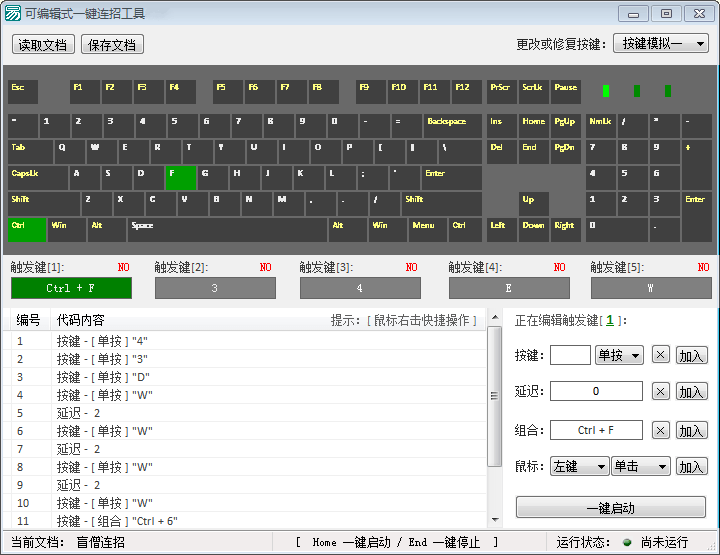 可编辑式一键连招工具
读取文档 保存文档 更改或修复按键: 按键模拟一
Esc F1 F2 F3 F4 F5 F6 F7 F8 F9 F10 F11 F12 PrScr ScrLk Pause
1 2 3 4 5 6 7 8 9 0 - = Backspace Ins Home PgUp NmLk / * -
Tab Q W E R T Y U I O P [ ] \ Del End PgDn 7 8 9 +
CapsLk A S D F G H J K L ; ' Enter 4 5 6
Shift Z X C V B N M , . / Shift Up 1 2 3 Enter
Ctrl Win Alt Space Alt Win Menu Ctrl Left Down Right 0 .
触发键[1]: NO 触发键[2]: NO 触发键[3]: NO 触发键[4]: NO 触发键[5]: NO
Ctrl + F 3 4 E W
编号 代码内容 提示: [ 鼠标右击快捷操作 ]
1 按键 - [ 单按 ] "4"
2 按键 - [ 单按 ] "3"
3 按键 - [ 单按 ] "D"
4 按键 - [ 单按 ] "W"
5 延迟 - 2
6 按键 - [ 单按 ] "W"
7 延迟 - 2
8 按键 - [ 单按 ] "W"
9 延迟 - 2
10 按键 - [ 单按 ] "W"
11 按键 - [ 组合 ] "Ctrl + 6"
正在编辑触发键[ 1 ]:
按键: 单按 × 加入
延迟: 0 × 加入
组合: Ctrl + F × 加入
鼠标: 左键 单击 加入
一键启动
当前文档: 盲僧连招 [ Home 一键启动 / End 一键停止 ] 运行状态: 尚未运行